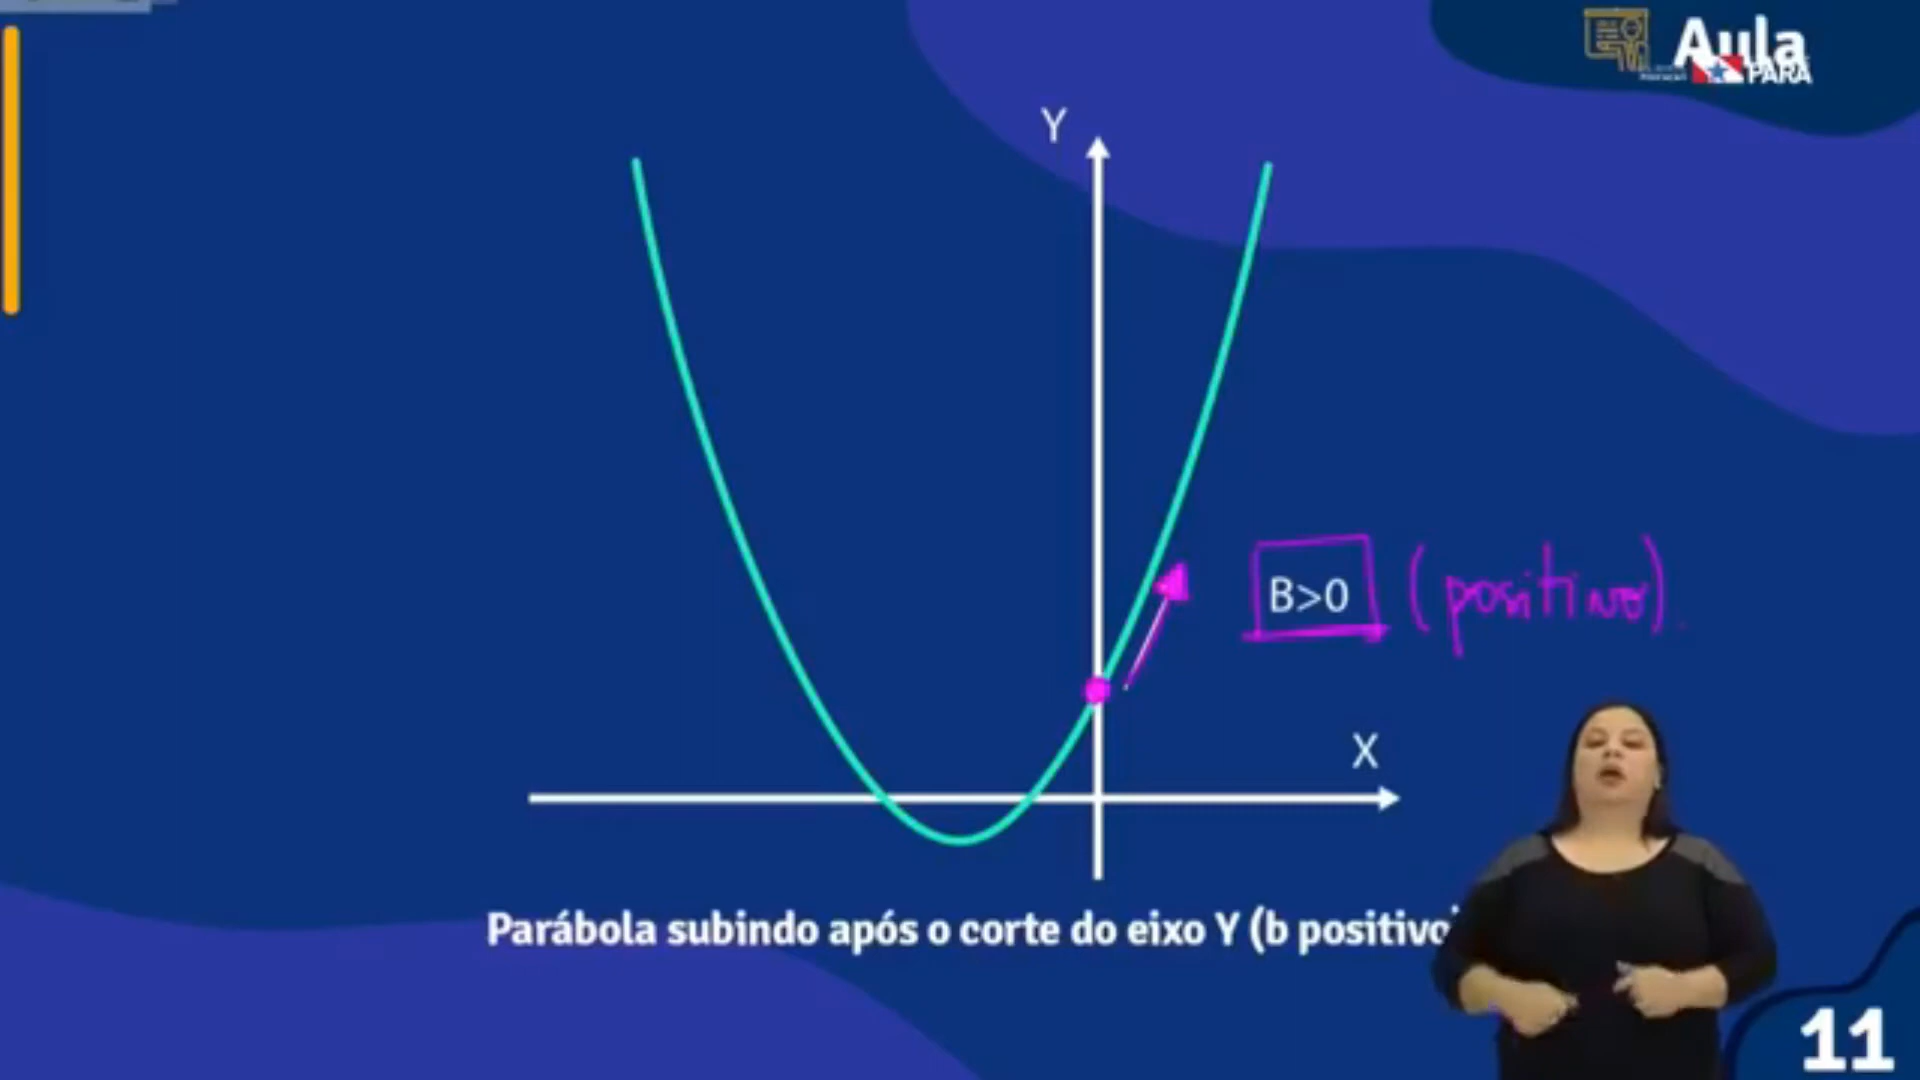 Aula
PARÁ
Y
B>0 (positivo).
X
Parábola subindo após o corte do eixo Y (b positivo
11